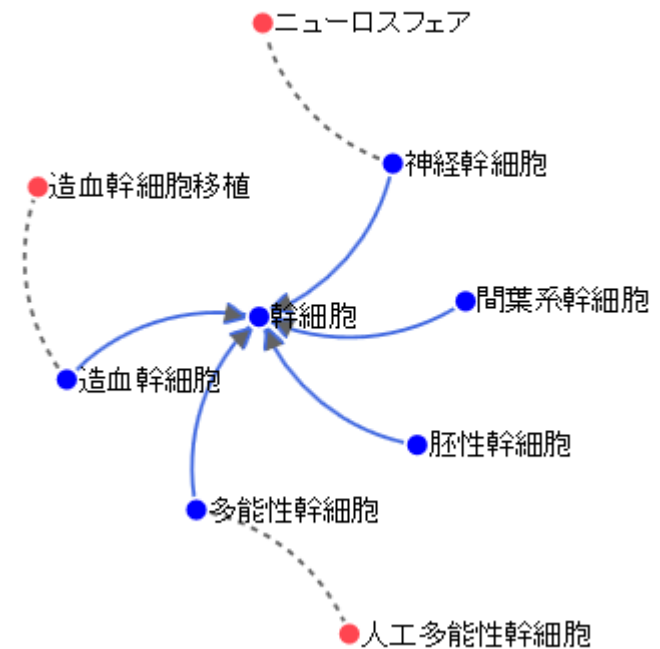 ニューロスフェア
神経幹細胞
造血幹細胞移植
間葉系幹細胞
幹細胞
造血幹細胞
胚性幹細胞
多能性幹細胞
人工多能性幹細胞